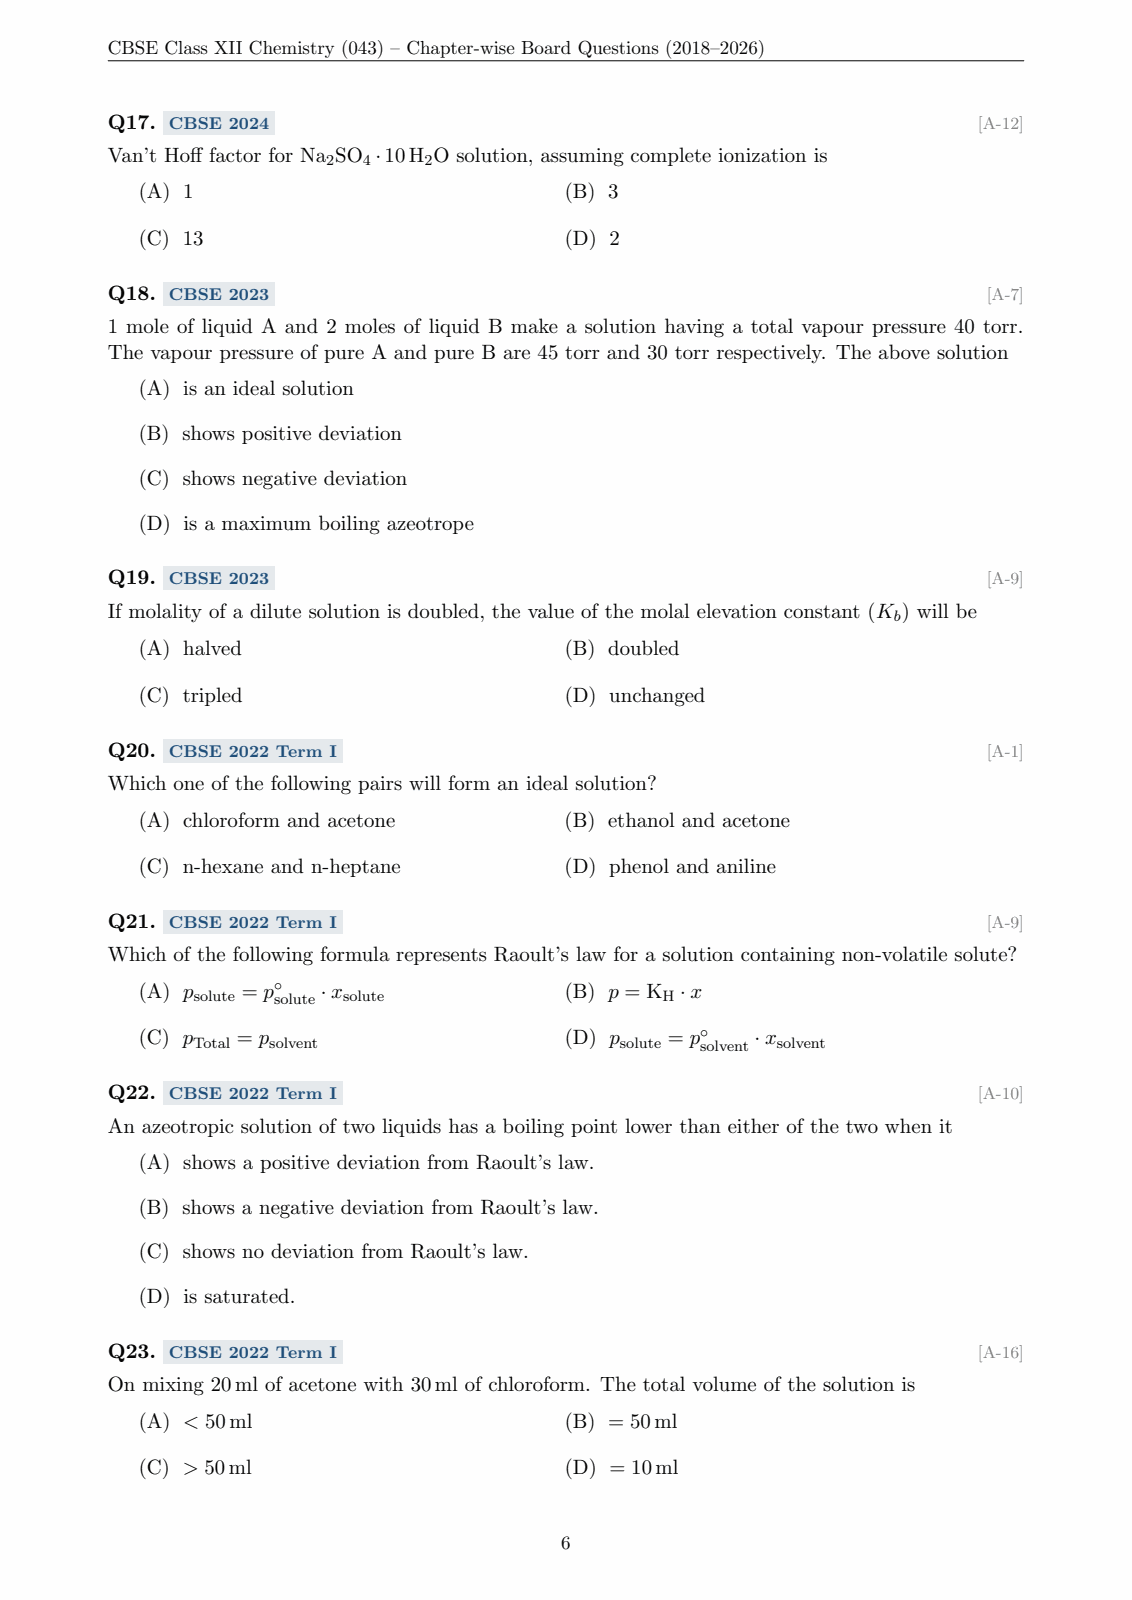 CBSE Class XII Chemistry (043) – Chapter-wise Board Questions (2018–2026)
Q17. CBSE 2024 [A-12]
Van't Hoff factor for Na₂SO₄ · 10 H₂O solution, assuming complete ionization is
(A) 1 (B) 3
(C) 13 (D) 2
Q18. CBSE 2023 [A-7]
1 mole of liquid A and 2 moles of liquid B make a solution having a total vapour pressure 40 torr.
The vapour pressure of pure A and pure B are 45 torr and 30 torr respectively. The above solution
(A) is an ideal solution
(B) shows positive deviation
(C) shows negative deviation
(D) is a maximum boiling azeotrope
Q19. CBSE 2023 [A-9]
If molality of a dilute solution is doubled, the value of the molal elevation constant (K_b) will be
(A) halved (B) doubled
(C) tripled (D) unchanged
Q20. CBSE 2022 Term I [A-1]
Which one of the following pairs will form an ideal solution?
(A) chloroform and acetone (B) ethanol and acetone
(C) n-hexane and n-heptane (D) phenol and aniline
Q21. CBSE 2022 Term I [A-9]
Which of the following formula represents Raoult's law for a solution containing non-volatile solute?
(A) p_solute = p°_solute · x_solute (B) p = K_H · x
(C) p_Total = p_solvent (D) p_solute = p°_solvent · x_solvent
Q22. CBSE 2022 Term I [A-10]
An azeotropic solution of two liquids has a boiling point lower than either of the two when it
(A) shows a positive deviation from Raoult's law.
(B) shows a negative deviation from Raoult's law.
(C) shows no deviation from Raoult's law.
(D) is saturated.
Q23. CBSE 2022 Term I [A-16]
On mixing 20 ml of acetone with 30 ml of chloroform. The total volume of the solution is
(A) < 50 ml (B) = 50 ml
(C) > 50 ml (D) = 10 ml
6